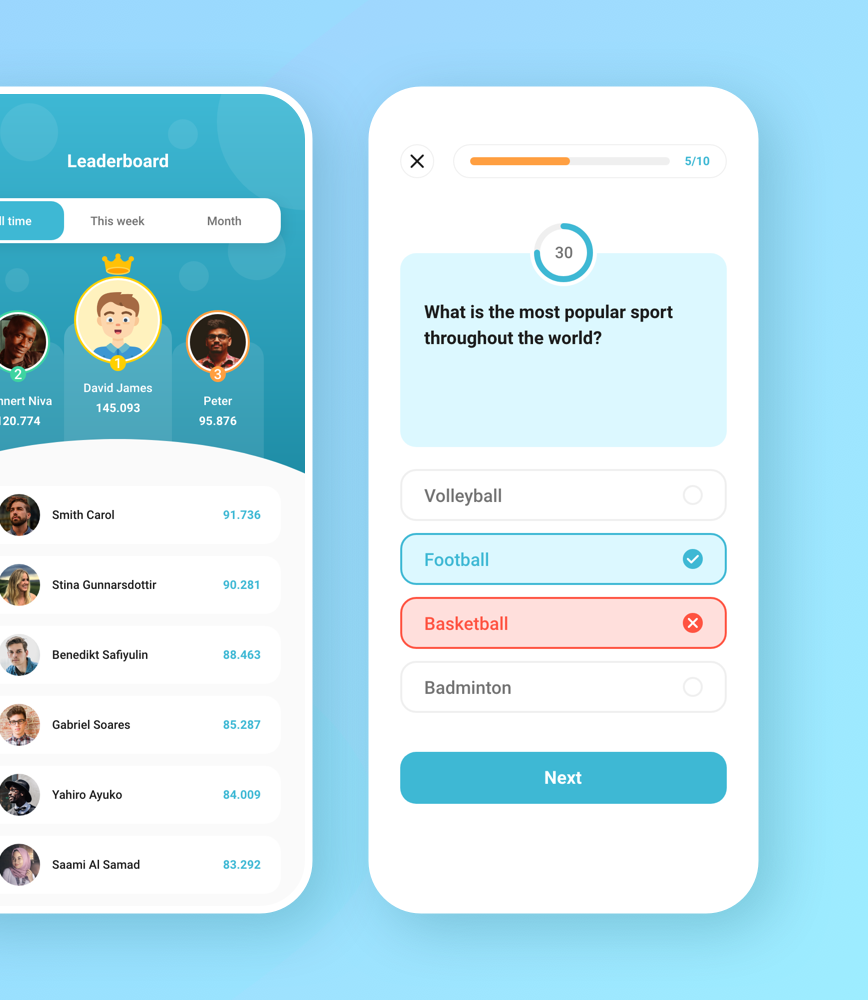 Leaderboard
ll time
This week
Month
2
1
3
nnert Niva
David James
Peter
120.774
145.093
95.876
Smith Carol
91.736
Stina Gunnarsdottir
90.281
Benedikt Safiyulin
88.463
Gabriel Soares
85.287
Yahiro Ayuko
84.009
Saami Al Samad
83.292
5/10
30
What is the most popular sport
throughout the world?
Volleyball
Football
Basketball
Badminton
Next